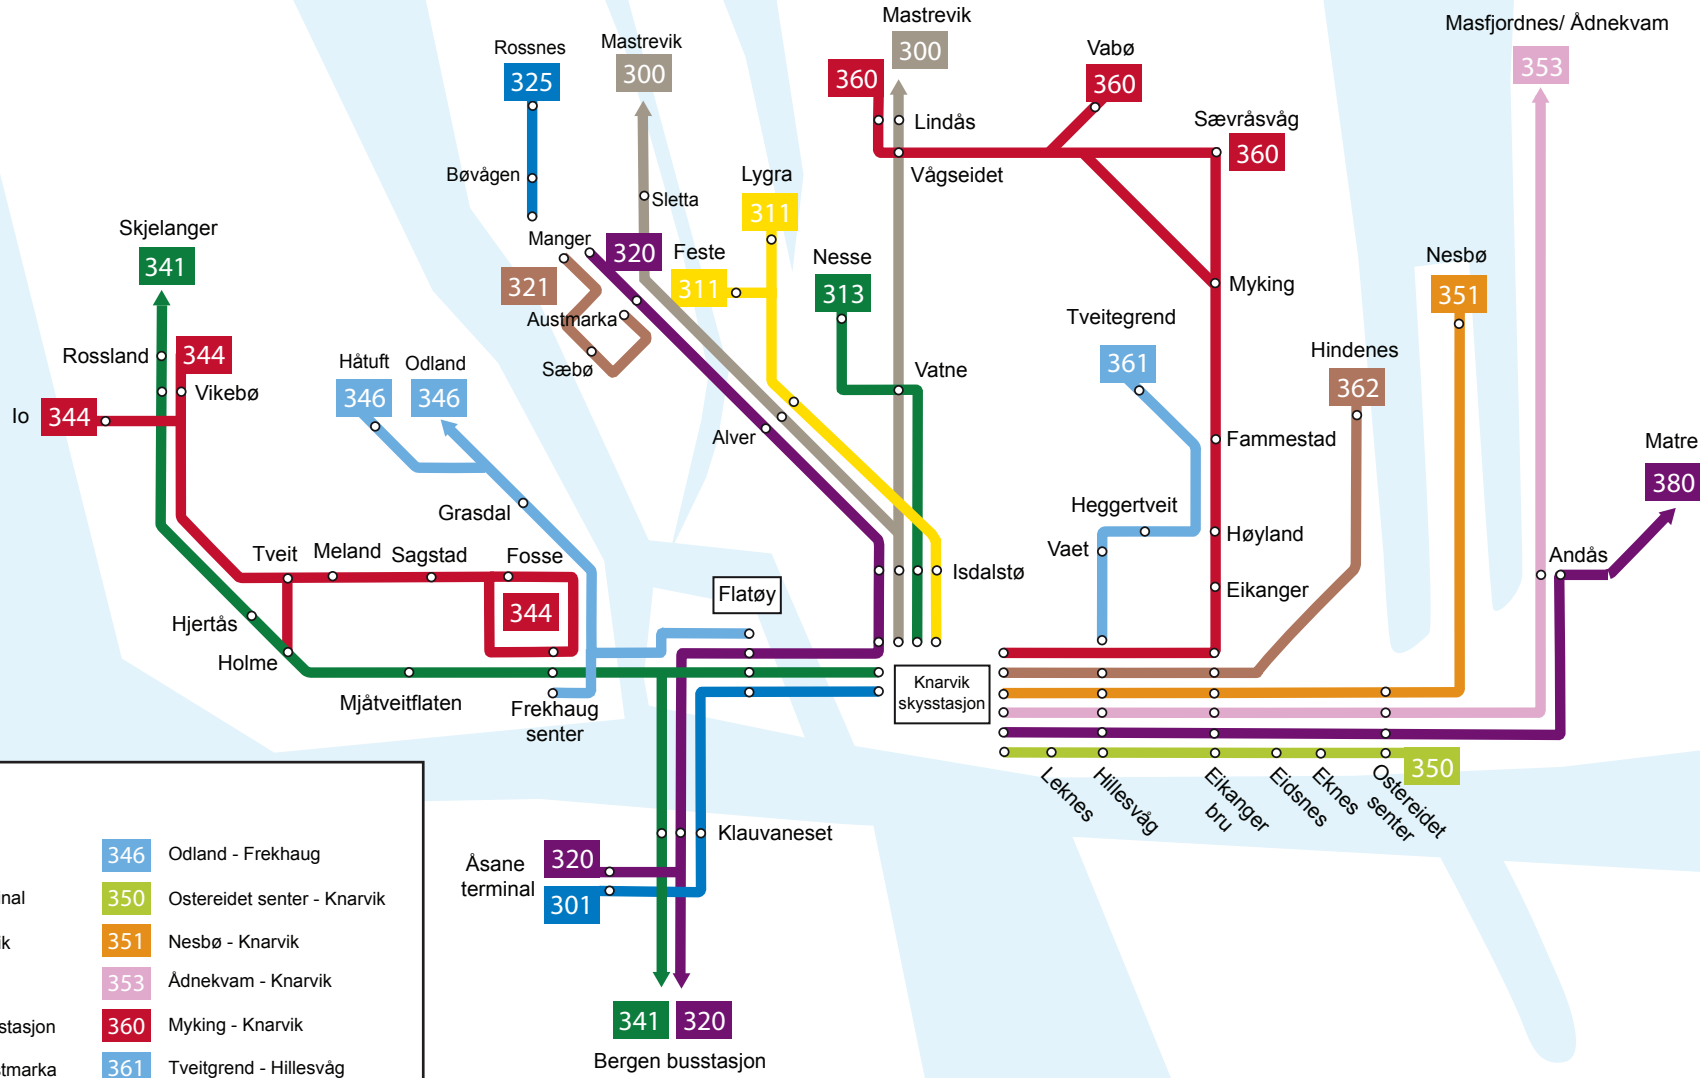 Mastrevik
300
Masfjordnes/ Ådnekvam
353
Rossnes
325
Mastrevik
300
360
Vabø
360
Lindås
Sævråsvåg
360
Vågseidet
Bøvågen
Sletta
Lygra
311
Skjelanger
341
Manger
320
Feste
311
Nesse
313
Nesbø
351
321
Myking
Austmarka
Tveitegrend
361
Rossland
344
Vikebø
Håtuft
346
Odland
346
Sæbø
Vatne
Hindenes
362
Io
344
Alver
Fammestad
Matre
380
Grasdal
Heggertveit
Høyland
Vaet
Andås
Tveit
Meland
Sagstad
Fosse
344
Flatøy
Isdalstø
Eikanger
Hjertås
Holme
Mjåtveitflaten
Frekhaug
senter
Knarvik
skysstasjon
Leknes
Hillesvåg
Eikanger
bru
Eidsnes
Eknes
Ostereidet
senter
350
Klauvaneset
Åsane
terminal
320
301
341
320
Bergen busstasjon
346 Odland - Frekhaug
inal
350 Ostereidet senter - Knarvik
ik
351 Nesbø - Knarvik
353 Ådnekvam - Knarvik
stasjon
360 Myking - Knarvik
stmarka
361 Tveitgrend - Hillesvåg